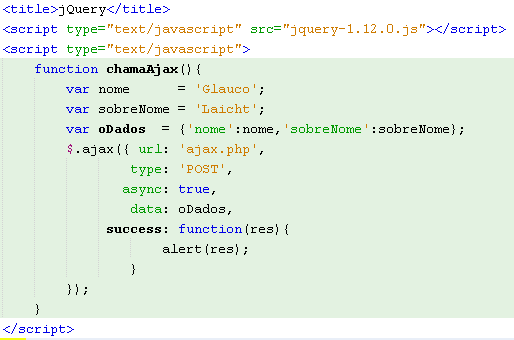 <title>jQuery</title>
<script type="text/javascript" src="jquery-1.12.0.js"></script>
<script type="text/javascript">
    function chamaAjax(){
        var nome      = 'Glauco';
        var sobreNome = 'Laicht';
        var oDados  = {'nome':nome,'sobreNome':sobreNome};
        $.ajax({ url: 'ajax.php',
                type: 'POST',
               async: true,
                data: oDados,
             success: function(res){
                    alert(res);
                }
        });
    }
</script>